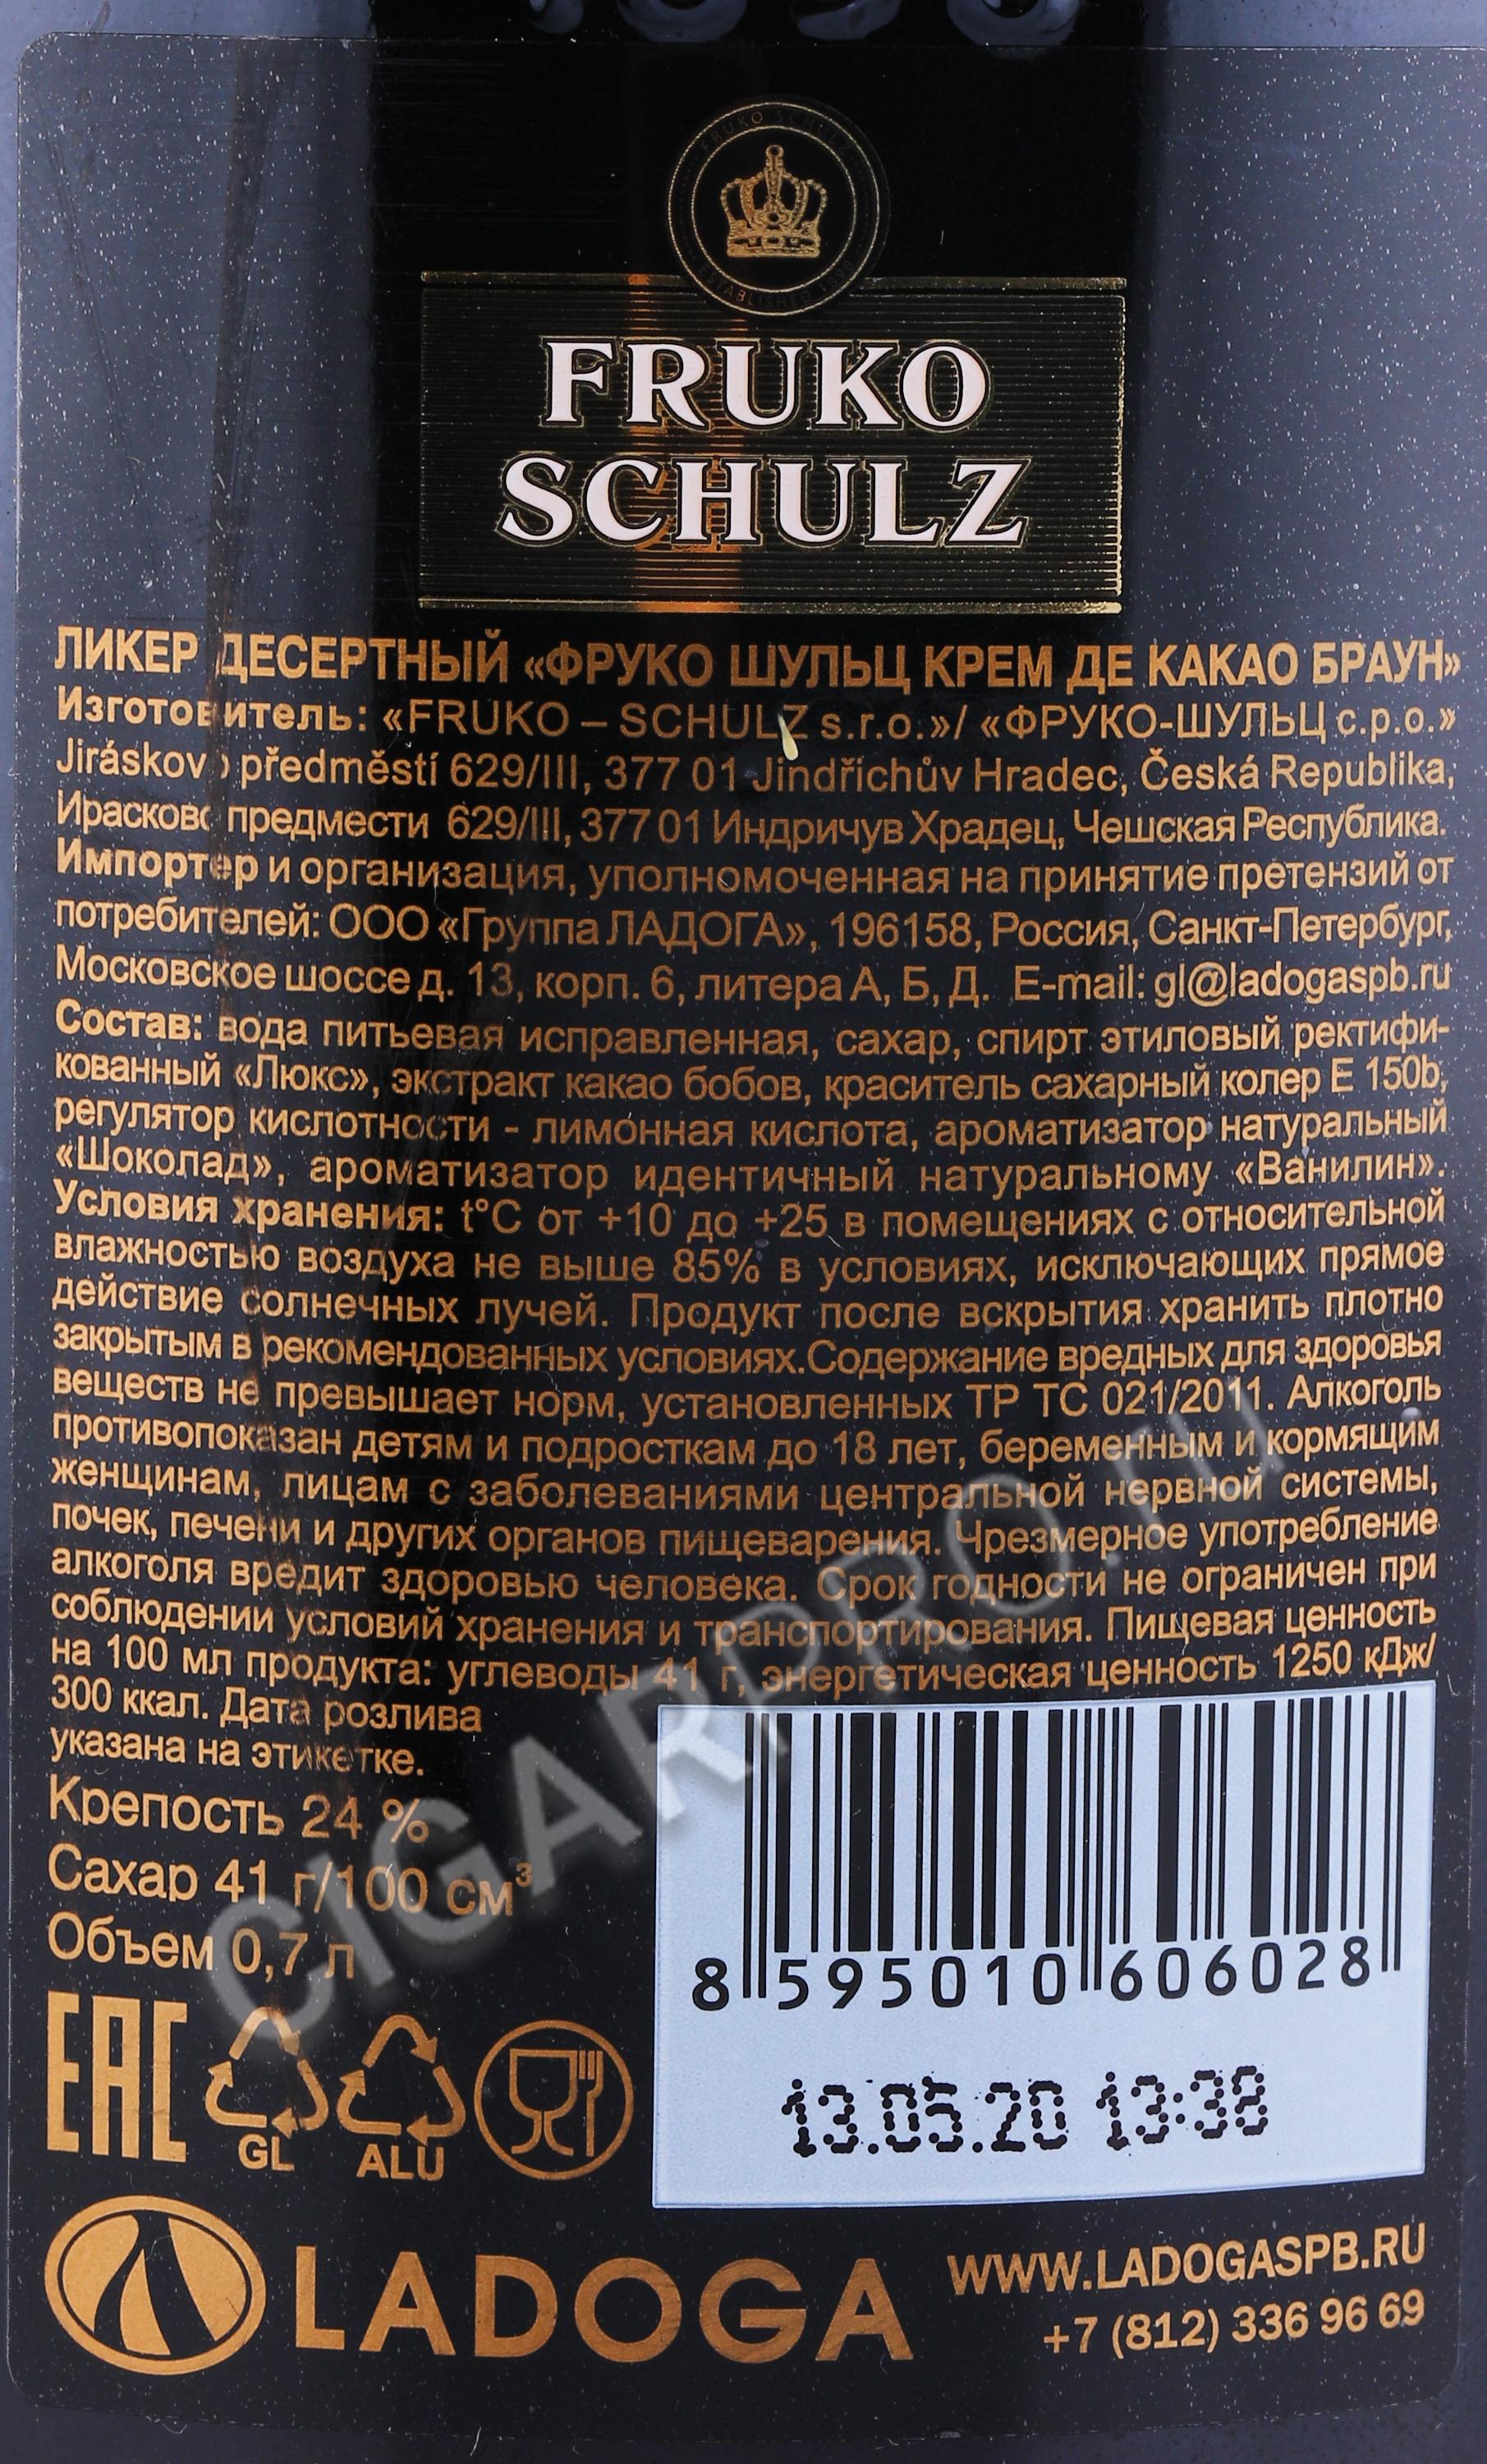 FRUKO SCHULZ
ESTABLISHED
FRUKO
SCHULZ
ЛИКЕР ДЕСЕРТНЫЙ «ФРУКО ШУЛЬЦ КРЕМ ДЕ КАКАО БРАУН»
Изготовитель: «FRUKO – SCHULZ s.r.o.»/ «ФРУКО-ШУЛЬЦ с.р.о.»
Jiráskovo předměstí 629/III, 377 01 Jindřichův Hradec, Česká Republika,
Ирасково предмести 629/III, 377 01 Индричув Храдец, Чешская Республика.
Импортер и организация, уполномоченная на принятие претензий от
потребителей: ООО «Группа ЛАДОГА», 196158, Россия, Санкт-Петербург,
Московское шоссе д. 13, корп. 6, литера А, Б, Д. E-mail: gl@ladogaspb.ru
Состав: вода питьевая исправленная, сахар, спирт этиловый ректифи-
кованный «Люкс», экстракт какао бобов, краситель сахарный колер Е 150b,
регулятор кислотности - лимонная кислота, ароматизатор натуральный
«Шоколад», ароматизатор идентичный натуральному «Ванилин».
Условия хранения: t°С от +10 до +25 в помещениях с относительной
влажностью воздуха не выше 85% в условиях, исключающих прямое
действие солнечных лучей. Продукт после вскрытия хранить плотно
закрытым в рекомендованных условиях.Содержание вредных для здоровья
веществ не превышает норм, установленных ТР ТС 021/2011. Алкоголь
противопоказан детям и подросткам до 18 лет, беременным и кормящим
женщинам, лицам с заболеваниями центральной нервной системы,
почек, печени и других органов пищеварения. Чрезмерное употребление
алкоголя вредит здоровью человека. Срок годности не ограничен при
соблюдении условий хранения и транспортирования. Пищевая ценность
на 100 мл продукта: углеводы 41 г, энергетическая ценность 1250 кДж/
300 ккал. Дата розлива
указана на этикетке.
Крепость 24 %
Сахар 41 г/100 см³
Объем 0,7 л
8 595010 606028
13.05.20 13:38
EAC
GL
ALU
LADOGA
WWW.LADOGASPB.RU
+7 (812) 336 96 69
CIGARPRO.ru